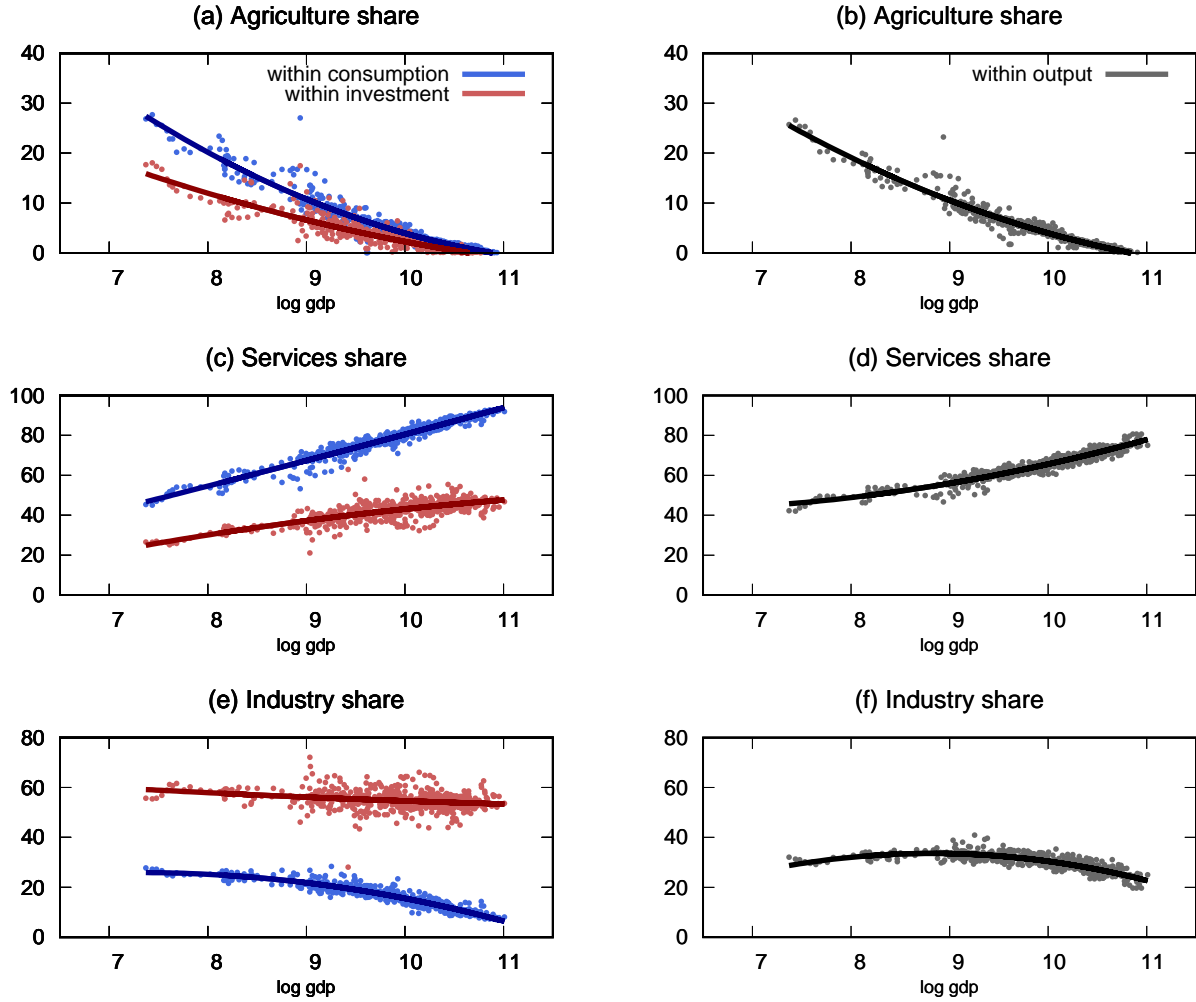 (a) Agriculture share
40
30
20
10
0
within consumption
within investment
7 8 9 10 11
log gdp
(b) Agriculture share
40
30
20
10
0
within output
7 8 9 10 11
log gdp
(c) Services share
100
80
60
40
20
0
7 8 9 10 11
log gdp
(d) Services share
100
80
60
40
20
0
7 8 9 10 11
log gdp
(e) Industry share
80
60
40
20
0
7 8 9 10 11
log gdp
(f) Industry share
80
60
40
20
0
7 8 9 10 11
log gdp